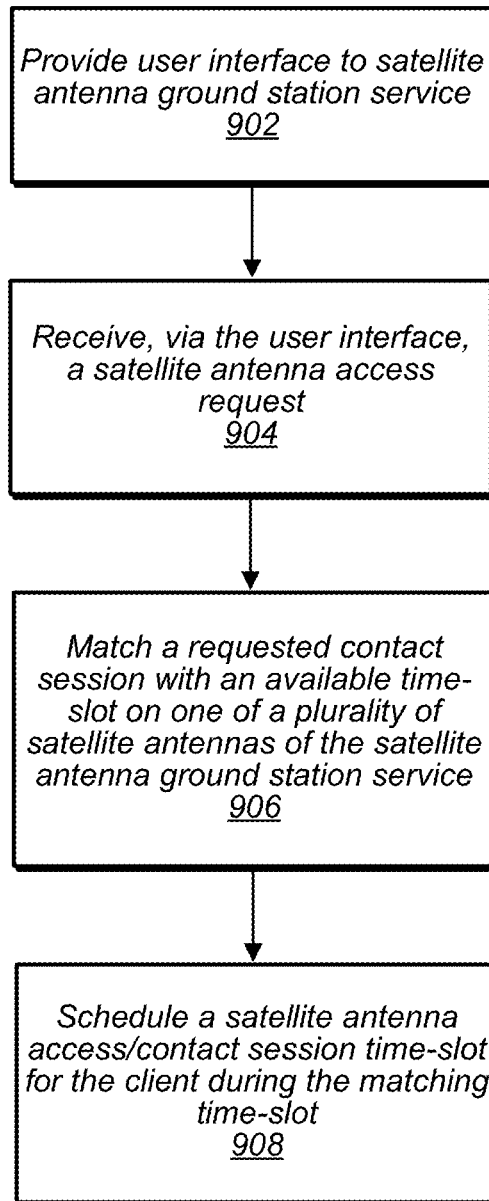 Provide user interface to satellite
antenna ground station service
902
Receive, via the user interface,
a satellite antenna access
request
904
Match a requested contact
session with an available time-
slot on one of a plurality of
satellite antennas of the satellite
antenna ground station service
906
Schedule a satellite antenna
access/contact session time-slot
for the client during the matching
time-slot
908